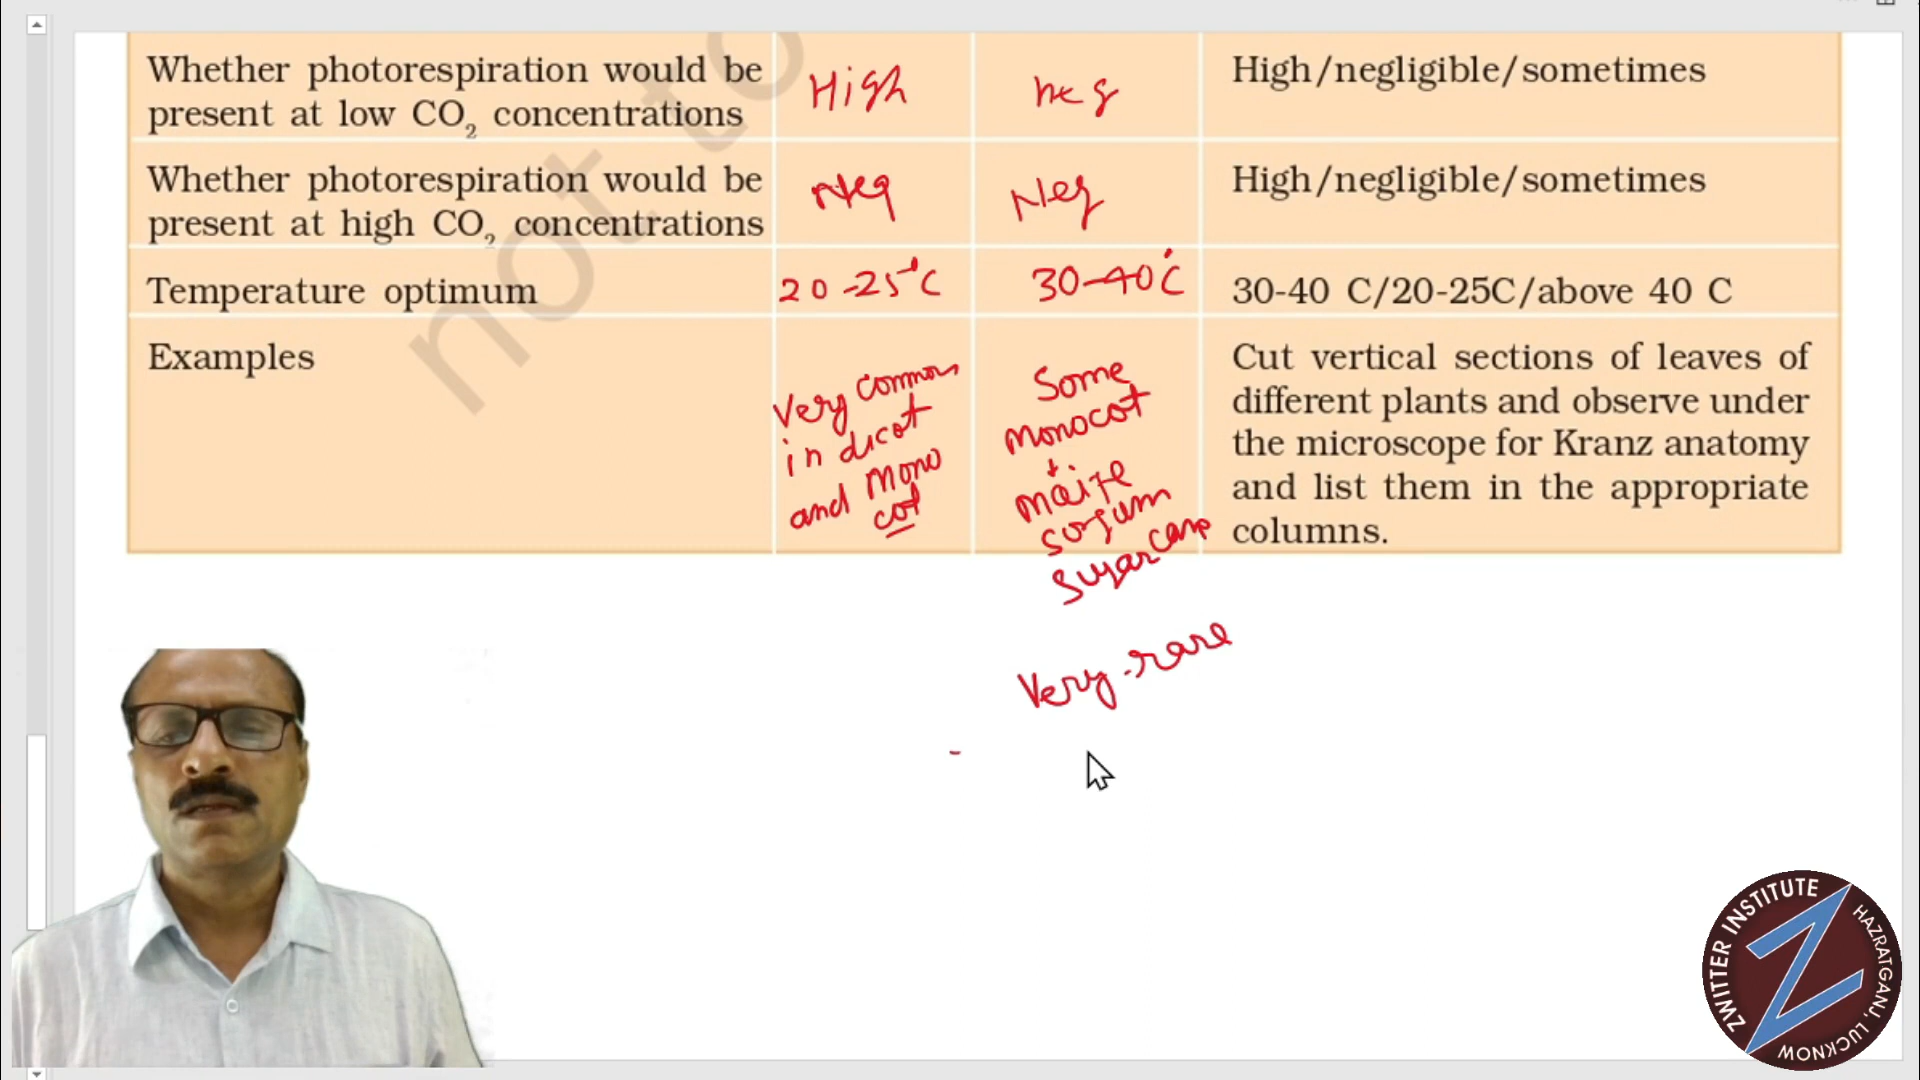 Whether photorespiration would be
present at low CO₂ concentrations
High
neg
High/negligible/sometimes
Whether photorespiration would be
present at high CO₂ concentrations
Neg
Neg
High/negligible/sometimes
Temperature optimum
20-25°C
30-40°C
30-40 C/20-25C/above 40 C
Examples
Very common
in dicot
and Mono
cot
Some
monocot
maize
sorjum
Sugarcane
Very-rare
Cut vertical sections of leaves of
different plants and observe under
the microscope for Kranz anatomy
and list them in the appropriate
columns.
not to
ZWITTER INSTITUTE
HAZRATGANJ, LUCKNOW